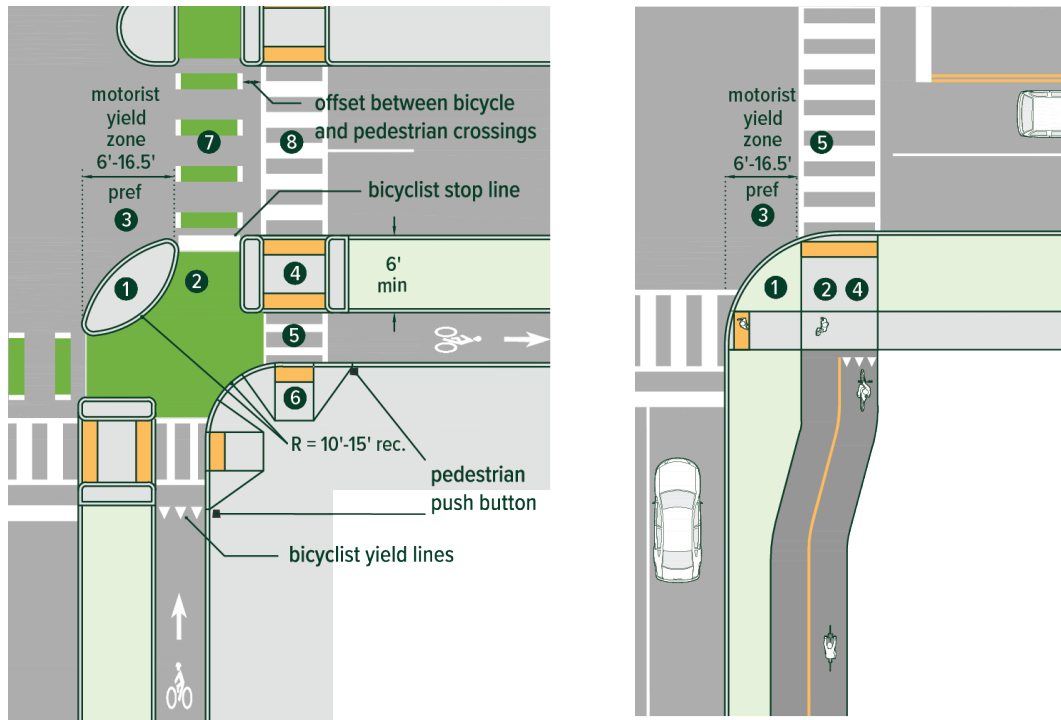 motorist
yield
zone
6'-16.5'
pref
3
offset between bicycle
and pedestrian crossings
7
8
bicyclist stop line
1
2
4
6'
min
5
6
R = 10'-15' rec.
pedestrian
push button
bicyclist yield lines
motorist
yield
zone
6'-16.5'
pref
3
5
1
2
4